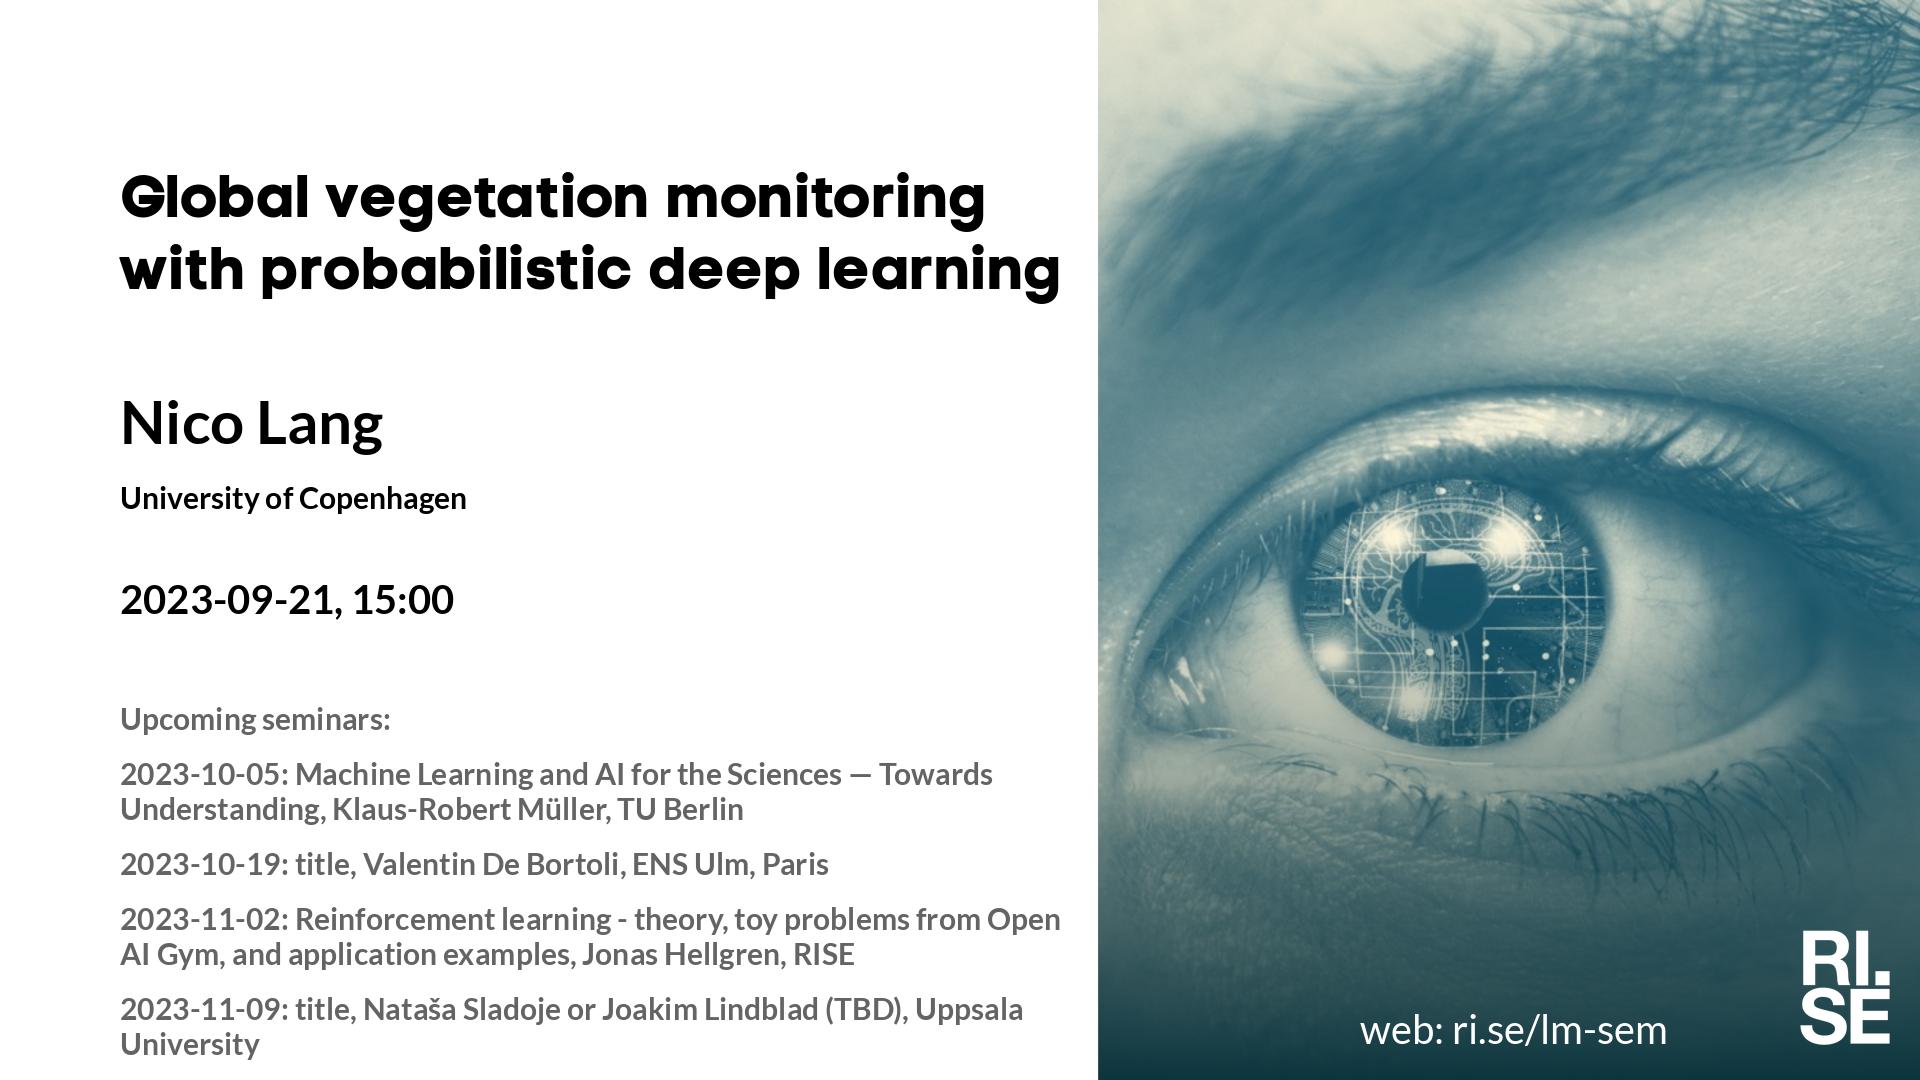 Global vegetation monitoring
with probabilistic deep learning
Nico Lang
University of Copenhagen
2023-09-21, 15:00
Upcoming seminars:
2023-10-05: Machine Learning and AI for the Sciences — Towards
Understanding, Klaus-Robert Müller, TU Berlin
2023-10-19: title, Valentin De Bortoli, ENS Ulm, Paris
2023-11-02: Reinforcement learning - theory, toy problems from Open
AI Gym, and application examples, Jonas Hellgren, RISE
2023-11-09: title, Nataša Sladoje or Joakim Lindblad (TBD), Uppsala
University
web: ri.se/lm-sem
RI.
SE